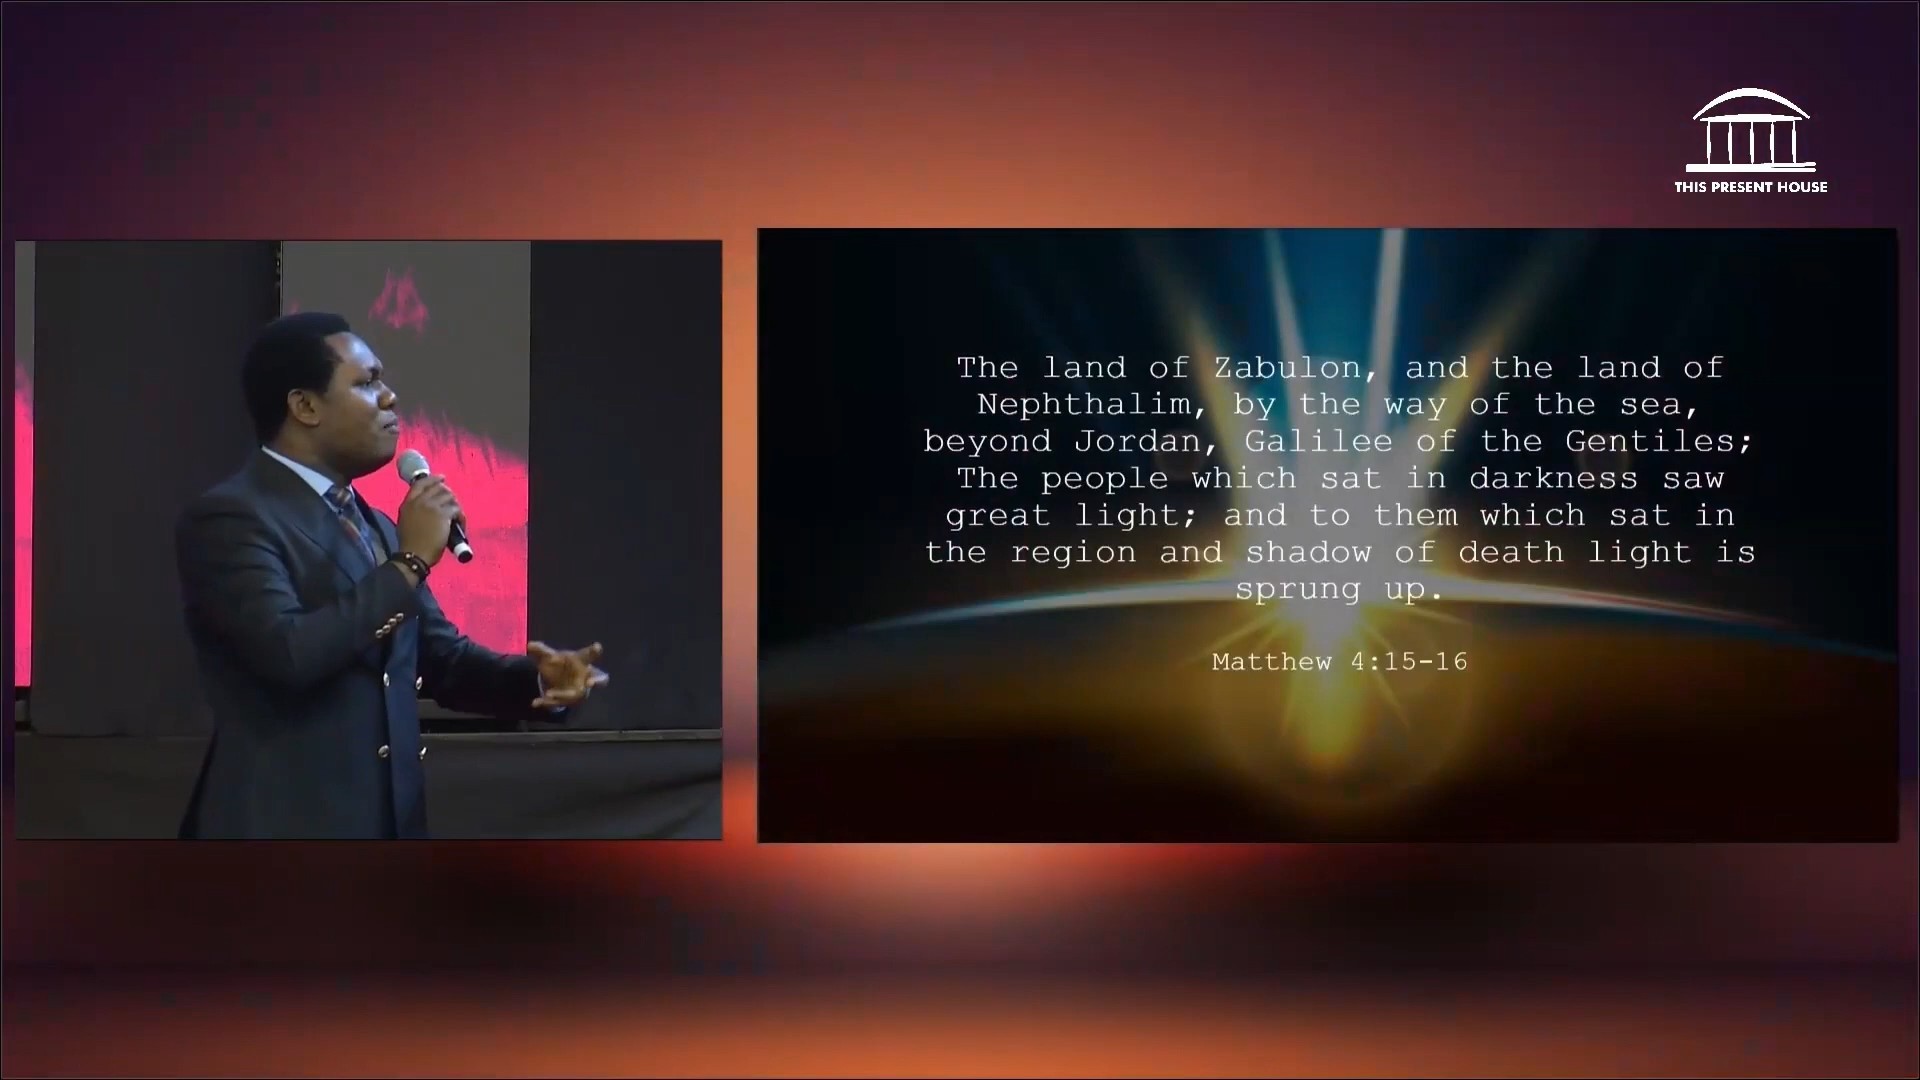 THIS PRESENT HOUSE
The land of Zabulon, and the land of
Nephthalim, by the way of the sea,
beyond Jordan, Galilee of the Gentiles;
The people which sat in darkness saw
great light; and to them which sat in
the region and shadow of death light is
sprung up.
Matthew 4:15-16